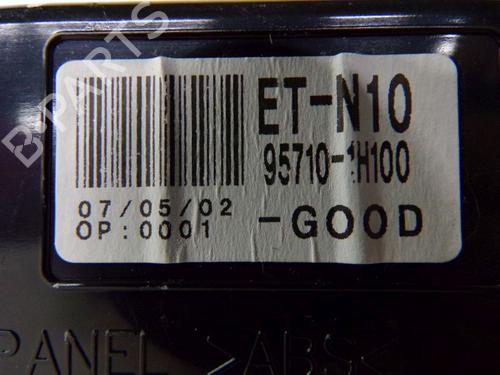 B-PARTS
ET-N10
95710-1H100
07/05/02
-GOOD
OP:0001
PANEL >ABS<